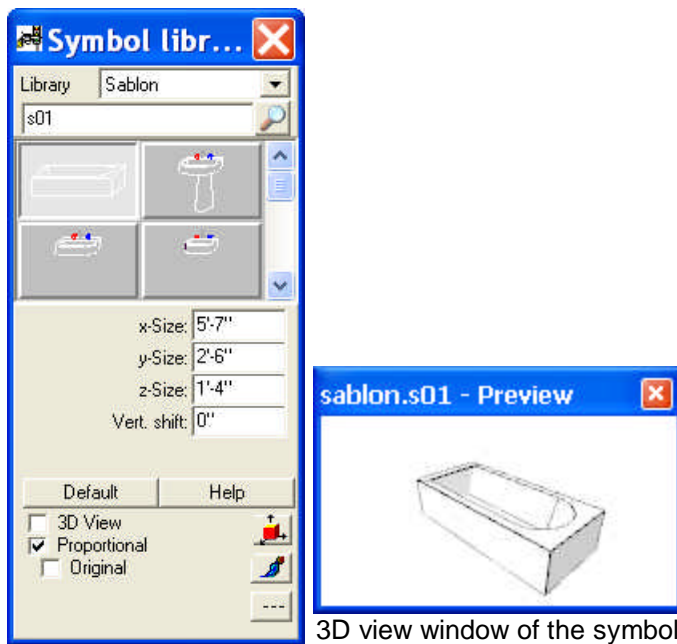 Symbol libr...
Library Sablon
s01
x-Size: 5'-7"
y-Size: 2'-6"
z-Size: 1'-4"
Vert. shift: 0"
Default Help
3D View
Proportional
Original
---
sablon.s01 - Preview
3D view window of the symbol